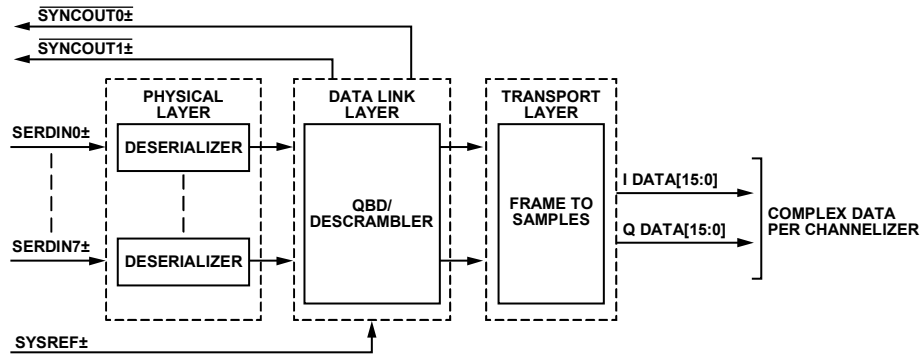 SYNCOUT0±
SYNCOUT1±
PHYSICAL
LAYER
DATA LINK
LAYER
TRANSPORT
LAYER
SERDIN0±
DESERIALIZER
QBD/
DESCRAMBLER
FRAME TO
SAMPLES
I DATA[15:0]
Q DATA[15:0]
COMPLEX DATA
PER CHANNELIZER
SERDIN7±
DESERIALIZER
SYSREF±